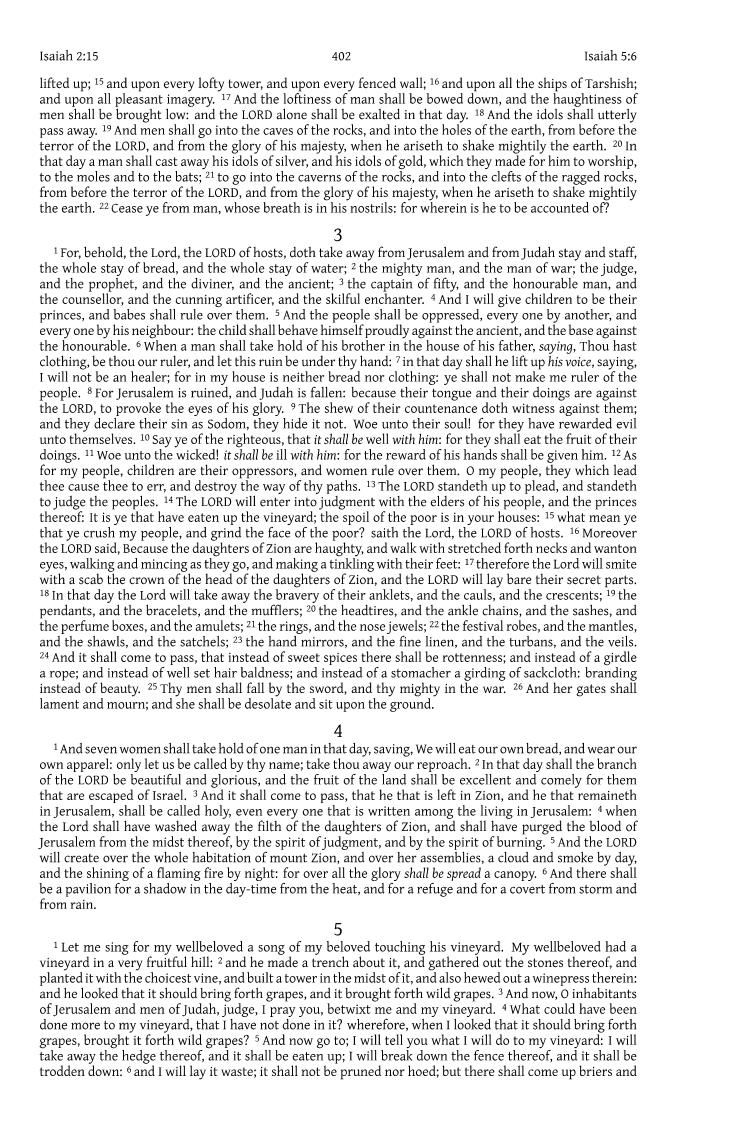 Isaiah 2:15 402 Isaiah 5:6
lifted up; 15 and upon every lofty tower, and upon every fenced wall; 16 and upon all the ships of Tarshish;
and upon all pleasant imagery. 17 And the loftiness of man shall be bowed down, and the haughtiness of
men shall be brought low: and the LORD alone shall be exalted in that day. 18 And the idols shall utterly
pass away. 19 And men shall go into the caves of the rocks, and into the holes of the earth, from before the
terror of the LORD, and from the glory of his majesty, when he ariseth to shake mightily the earth. 20 In
that day a man shall cast away his idols of silver, and his idols of gold, which they made for him to worship,
to the moles and to the bats; 21 to go into the caverns of the rocks, and into the clefts of the ragged rocks,
from before the terror of the LORD, and from the glory of his majesty, when he ariseth to shake mightily
the earth. 22 Cease ye from man, whose breath is in his nostrils: for wherein is he to be accounted of?
3
1 For, behold, the Lord, the LORD of hosts, doth take away from Jerusalem and from Judah stay and staff,
the whole stay of bread, and the whole stay of water; 2 the mighty man, and the man of war; the judge,
and the prophet, and the diviner, and the ancient; 3 the captain of fifty, and the honourable man, and
the counsellor, and the cunning artificer, and the skilful enchanter. 4 And I will give children to be their
princes, and babes shall rule over them. 5 And the people shall be oppressed, every one by another, and
every one by his neighbour: the child shall behave himself proudly against the ancient, and the base against
the honourable. 6 When a man shall take hold of his brother in the house of his father, saying, Thou hast
clothing, be thou our ruler, and let this ruin be under thy hand: 7 in that day shall he lift up his voice, saying,
I will not be an healer; for in my house is neither bread nor clothing: ye shall not make me ruler of the
people. 8 For Jerusalem is ruined, and Judah is fallen: because their tongue and their doings are against
the LORD, to provoke the eyes of his glory. 9 The shew of their countenance doth witness against them;
and they declare their sin as Sodom, they hide it not. Woe unto their soul! for they have rewarded evil
unto themselves. 10 Say ye of the righteous, that it shall be well with him: for they shall eat the fruit of their
doings. 11 Woe unto the wicked! it shall be ill with him: for the reward of his hands shall be given him. 12 As
for my people, children are their oppressors, and women rule over them. O my people, they which lead
thee cause thee to err, and destroy the way of thy paths. 13 The LORD standeth up to plead, and standeth
to judge the peoples. 14 The LORD will enter into judgment with the elders of his people, and the princes
thereof: It is ye that have eaten up the vineyard; the spoil of the poor is in your houses: 15 what mean ye
that ye crush my people, and grind the face of the poor? saith the Lord, the LORD of hosts. 16 Moreover
the LORD said, Because the daughters of Zion are haughty, and walk with stretched forth necks and wanton
eyes, walking and mincing as they go, and making a tinkling with their feet: 17 therefore the Lord will smite
with a scab the crown of the head of the daughters of Zion, and the LORD will lay bare their secret parts.
18 In that day the Lord will take away the bravery of their anklets, and the cauls, and the crescents; 19 the
pendants, and the bracelets, and the mufflers; 20 the headtires, and the ankle chains, and the sashes, and
the perfume boxes, and the amulets; 21 the rings, and the nose jewels; 22 the festival robes, and the mantles,
and the shawls, and the satchels; 23 the hand mirrors, and the fine linen, and the turbans, and the veils.
24 And it shall come to pass, that instead of sweet spices there shall be rottenness; and instead of a girdle
a rope; and instead of well set hair baldness; and instead of a stomacher a girding of sackcloth: branding
instead of beauty. 25 Thy men shall fall by the sword, and thy mighty in the war. 26 And her gates shall
lament and mourn; and she shall be desolate and sit upon the ground.
4
1 And seven women shall take hold of one man in that day, saying, We will eat our own bread, and wear our
own apparel: only let us be called by thy name; take thou away our reproach. 2 In that day shall the branch
of the LORD be beautiful and glorious, and the fruit of the land shall be excellent and comely for them
that are escaped of Israel. 3 And it shall come to pass, that he that is left in Zion, and he that remaineth
in Jerusalem, shall be called holy, even every one that is written among the living in Jerusalem: 4 when
the Lord shall have washed away the filth of the daughters of Zion, and shall have purged the blood of
Jerusalem from the midst thereof, by the spirit of judgment, and by the spirit of burning. 5 And the LORD
will create over the whole habitation of mount Zion, and over her assemblies, a cloud and smoke by day,
and the shining of a flaming fire by night: for over all the glory shall be spread a canopy. 6 And there shall
be a pavilion for a shadow in the day-time from the heat, and for a refuge and for a covert from storm and
from rain.
5
1 Let me sing for my wellbeloved a song of my beloved touching his vineyard. My wellbeloved had a
vineyard in a very fruitful hill: 2 and he made a trench about it, and gathered out the stones thereof, and
planted it with the choicest vine, and built a tower in the midst of it, and also hewed out a winepress therein:
and he looked that it should bring forth grapes, and it brought forth wild grapes. 3 And now, O inhabitants
of Jerusalem and men of Judah, judge, I pray you, betwixt me and my vineyard. 4 What could have been
done more to my vineyard, that I have not done in it? wherefore, when I looked that it should bring forth
grapes, brought it forth wild grapes? 5 And now go to; I will tell you what I will do to my vineyard: I will
take away the hedge thereof, and it shall be eaten up; I will break down the fence thereof, and it shall be
trodden down: 6 and I will lay it waste; it shall not be pruned nor hoed; but there shall come up briers and